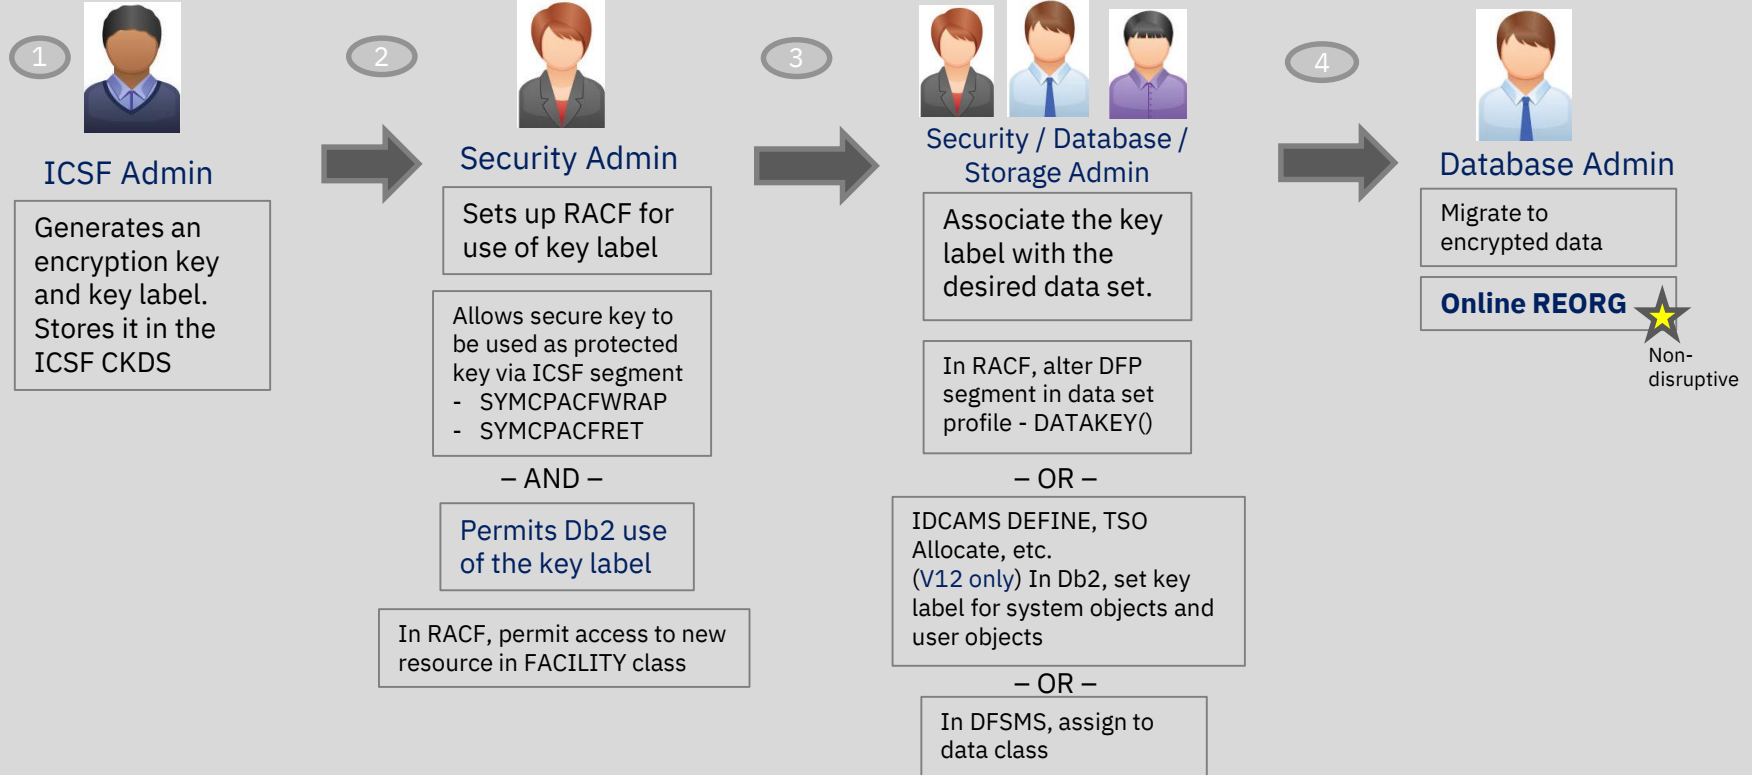 1
ICSF Admin
Generates an
encryption key
and key label.
Stores it in the
ICSF CKDS
2
Security Admin
Sets up RACF for
use of key label
Allows secure key to
be used as protected
key via ICSF segment
- SYMCPACFWRAP
- SYMCPACFRET
– AND –
Permits Db2 use
of the key label
In RACF, permit access to new
resource in FACILITY class
3
Security / Database /
Storage Admin
Associate the key
label with the
desired data set.
In RACF, alter DFP
segment in data set
profile - DATAKEY()
– OR –
IDCAMS DEFINE, TSO
Allocate, etc.
(V12 only) In Db2, set key
label for system objects and
user objects
– OR –
In DFSMS, assign to
data class
4
Database Admin
Migrate to
encrypted data
Online REORG
Non-
disruptive